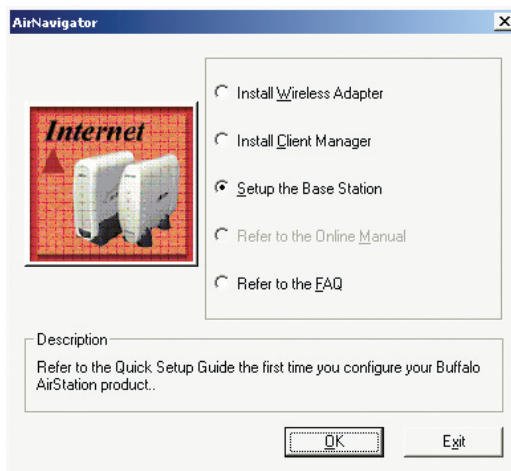 AirNavigator
Internet
Install Wireless Adapter
Install Client Manager
Setup the Base Station
Refer to the Online Manual
Refer to the FAQ
Description
Refer to the Quick Setup Guide the first time you configure your Buffalo
AirStation product..
OK
Exit